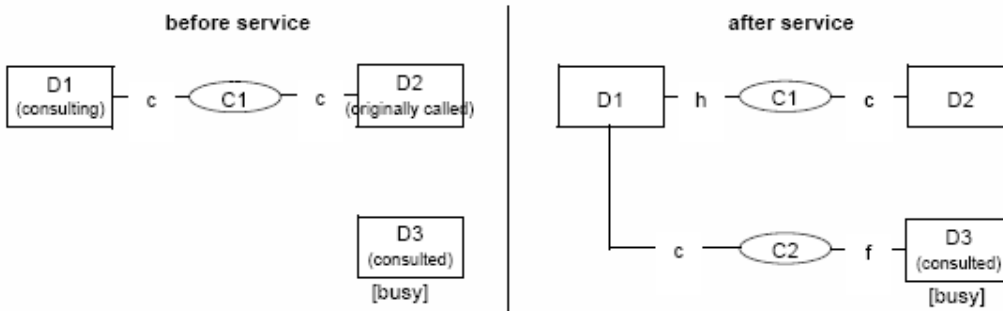 before service
D1
(consulting)
c
C1
c
D2
(originally called)
D3
(consulted)
[busy]
after service
D1
h
C1
c
D2
c
C2
f
D3
(consulted)
[busy]